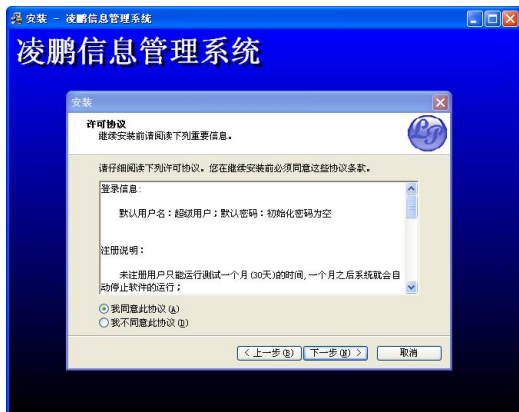 安装 - 凌鹏信息管理系统
凌鹏信息管理系统
安装
许可协议
继续安装前请阅读下列重要信息。
LP
请仔细阅读下列许可协议。您在继续安装前必须同意这些协议条款。
登录信息:
默认用户名：超级用户；默认密码：初始化密码为空
注册说明：
未注册用户只能运行测试一个月(30天)的时间,一个月之后系统就会自
动停止软件的运行；
我同意此协议(A)
我不同意此协议(D)
< 上一步(B)
下一步(N) >
取消